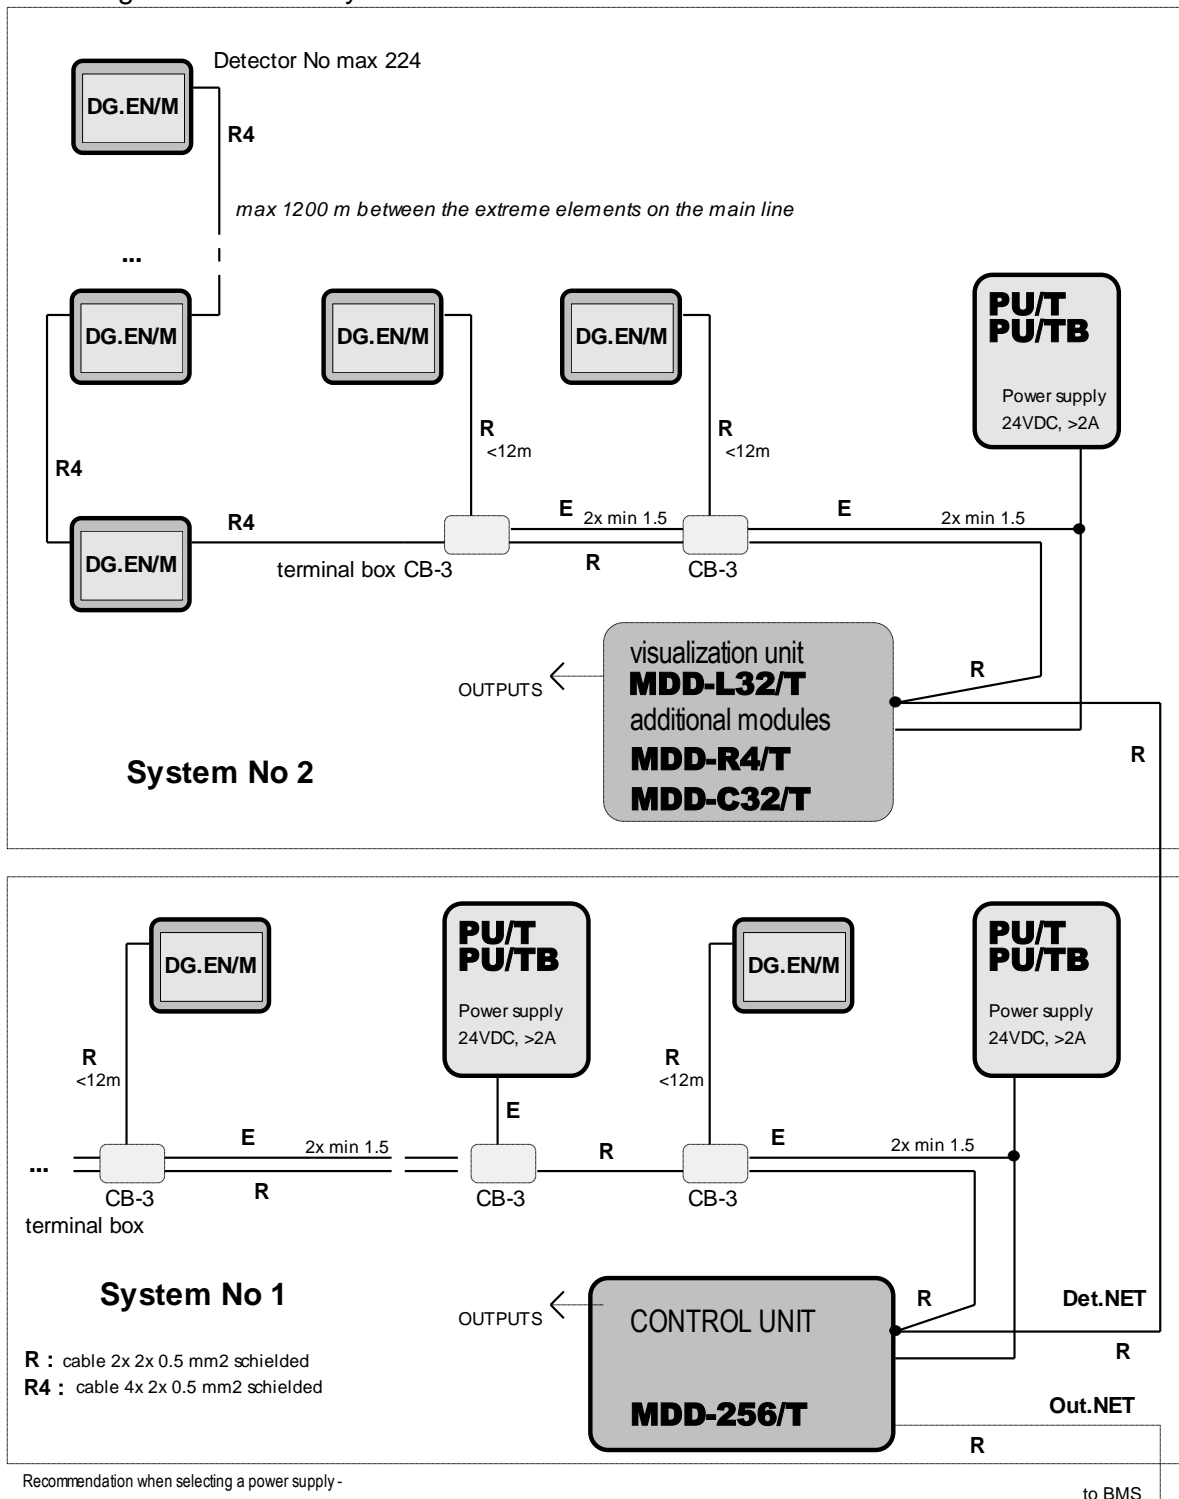 Detector No max 224
DG.EN/M
R4
max 1200 m between the extreme elements on the main line
...
DG.EN/M
DG.EN/M
DG.EN/M
PU/T
PU/TB
Power supply
24VDC, >2A
R
<12m
R
<12m
R4
R4
E
2x min 1.5
E
2x min 1.5
DG.EN/M
terminal box CB-3
R
CB-3
visualization unit
MDD-L32/T
additional modules
MDD-R4/T
MDD-C32/T
OUTPUTS
R
R
System No 2
DG.EN/M
PU/T
PU/TB
Power supply
24VDC, >2A
DG.EN/M
PU/T
PU/TB
Power supply
24VDC, >2A
R
<12m
R
<12m
E
E
2x min 1.5
R
E
2x min 1.5
...
CB-3
R
CB-3
CB-3
terminal box
System No 1
OUTPUTS
CONTROL UNIT
MDD-256/T
R
Det.NET
R
R : cable 2x 2x 0.5 mm2 schielded
R4 : cable 4x 2x 0.5 mm2 schielded
Out.NET
R
Recommendation when selecting a power supply -
to BMS